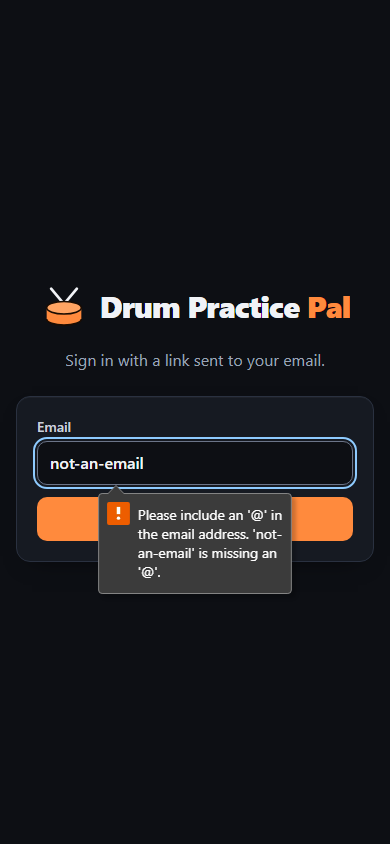 Drum Practice Pal
Sign in with a link sent to your email.
Email
not-an-email
!
Please include an '@' in
the email address. 'not-
an-email' is missing an
'@'.